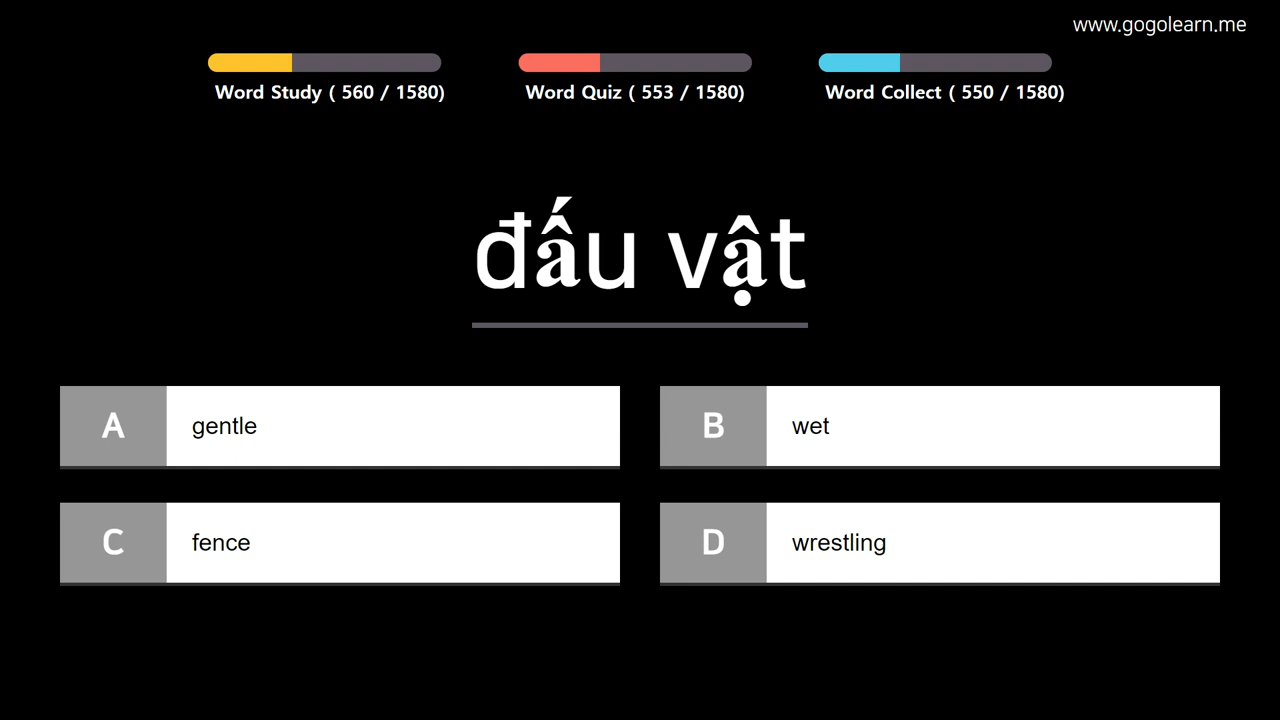 www.gogolearn.me
Word Study ( 560 / 1580)
Word Quiz ( 553 / 1580)
Word Collect ( 550 / 1580)
đấu vật
A gentle
B wet
C fence
D wrestling